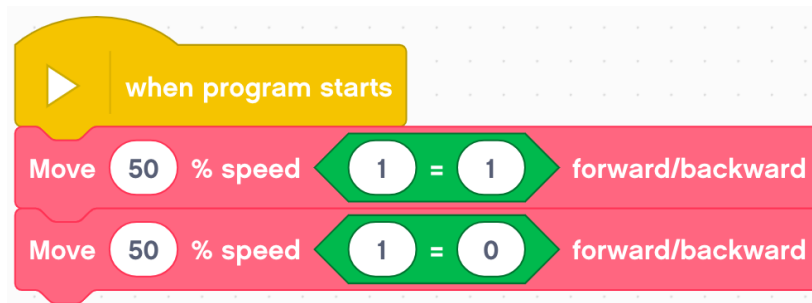 when program starts
Move 50 % speed 1 = 1 forward/backward
Move 50 % speed 1 = 0 forward/backward